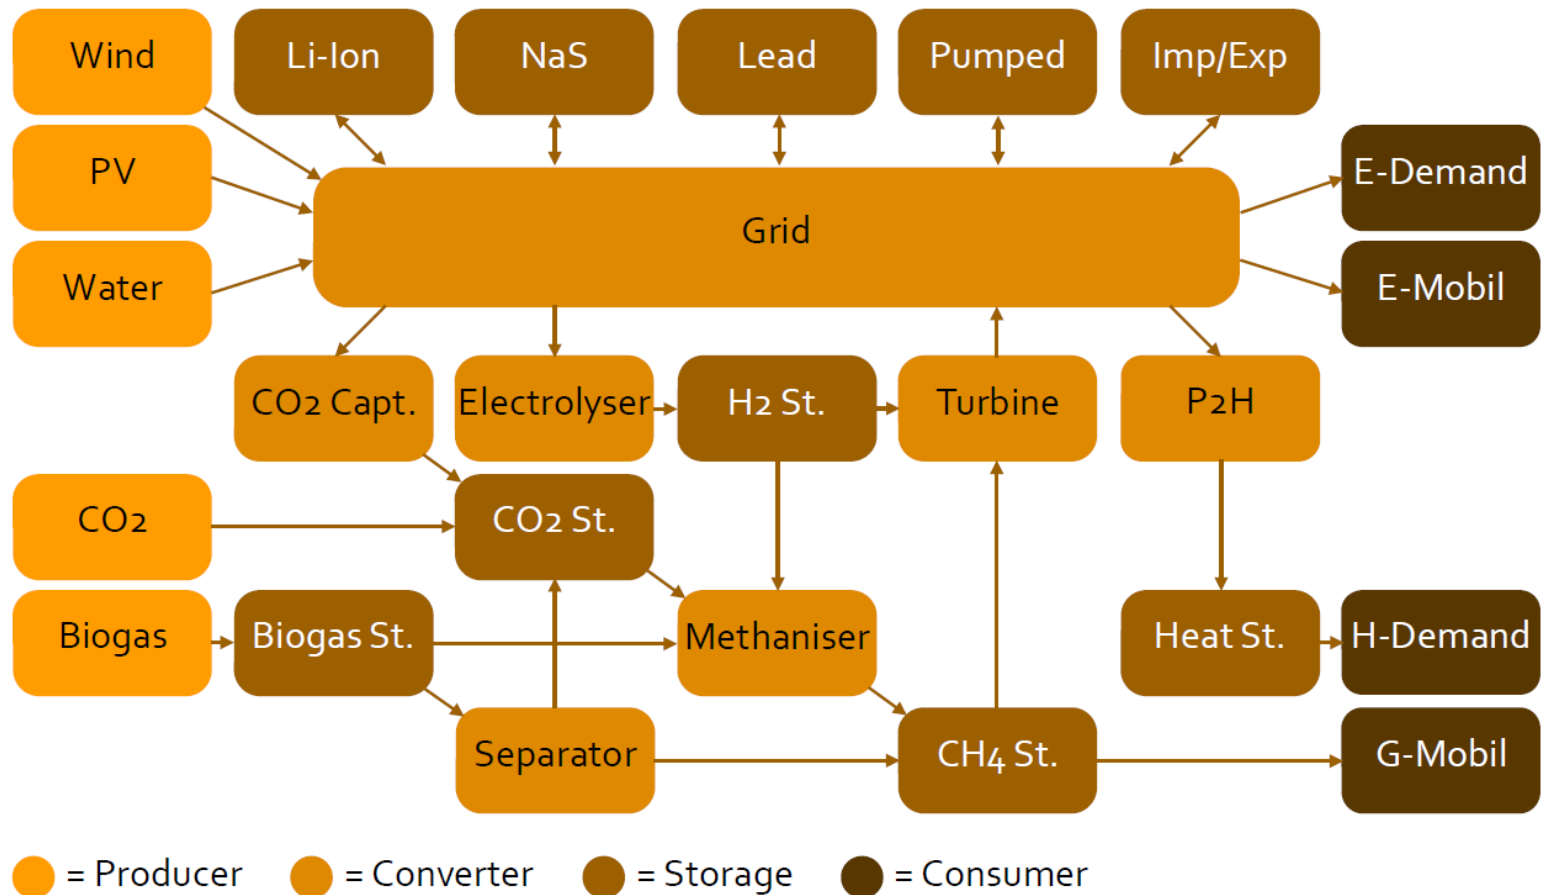 Wind
Li-Ion
NaS
Lead
Pumped
Imp/Exp
PV
E-Demand
Grid
Water
E-Mobil
CO2 Capt.
Electrolyser
H2 St.
Turbine
P2H
CO2
CO2 St.
Biogas
Biogas St.
Methaniser
Heat St.
H-Demand
Separator
CH4 St.
G-Mobil
= Producer
= Converter
= Storage
= Consumer